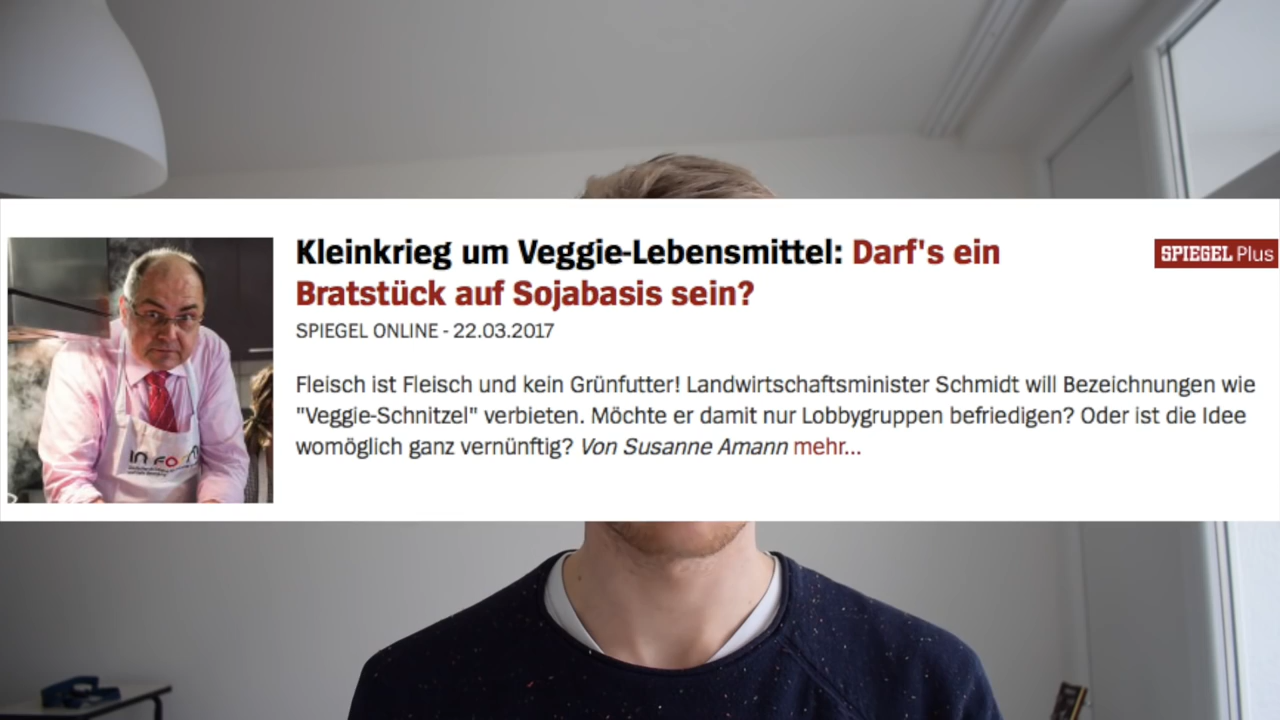 Kleinkrieg um Veggie-Lebensmittel: Darf's ein
Bratstück auf Sojabasis sein?
SPIEGEL Plus
SPIEGEL ONLINE - 22.03.2017
Fleisch ist Fleisch und kein Grünfutter! Landwirtschaftsminister Schmidt will Bezeichnungen wie
"Veggie-Schnitzel" verbieten. Möchte er damit nur Lobbygruppen befriedigen? Oder ist die Idee
womöglich ganz vernünftig? Von Susanne Amann mehr...
IN FO